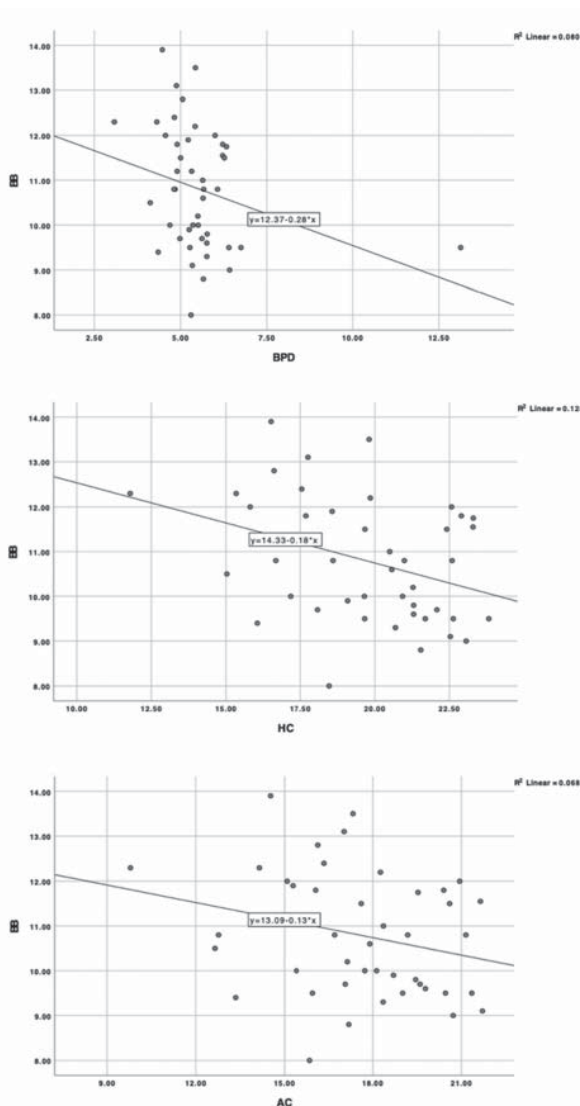 R² Linear = 0.080
14.00
13.00
12.00
11.00
10.00
9.00
8.00
BB
y=12.37-0.28*x
2.50 5.00 7.50 10.00 12.50
BPD
R² Linear = 0.12
14.00
13.00
12.00
11.00
10.00
9.00
8.00
BB
y=14.33-0.18*x
10.00 12.50 15.00 17.50 20.00 22.50
HC
R² Linear = 0.068
14.00
13.00
12.00
11.00
10.00
9.00
8.00
BB
y=13.09-0.13*x
9.00 12.00 15.00 18.00 21.00
AC